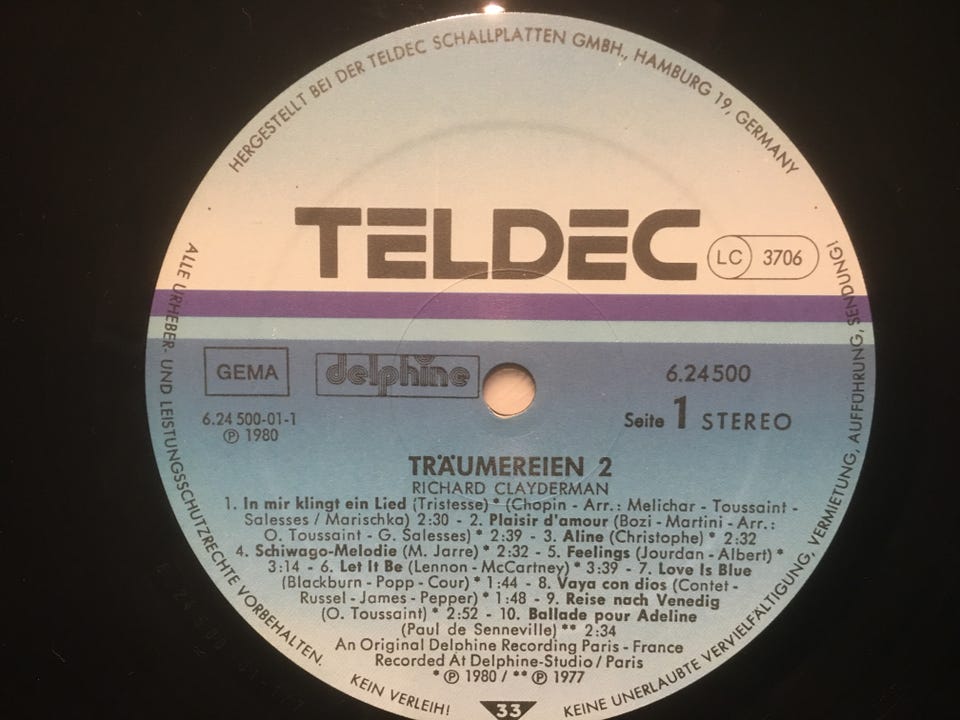 HERGESTELLT BEI DER TELDEC SCHALLPLATTEN GMBH., HAMBURG 19, GERMANY
TELDEC
LC 3706
GEMA
delphine
6.24500
6.24 500-01-1
℗ 1980
Seite 1 STEREO
TRÄUMEREIEN 2
RICHARD CLAYDERMAN
1. In mir klingt ein Lied (Tristesse) * (Chopin - Arr.: Melichar - Toussaint -
Salesses / Marischka) 2:30 - 2. Plaisir d'amour (Bozi - Martini - Arr.:
O. Toussaint - G. Salesses) * 2:39 - 3. Aline (Christophe) * 2:32
4. Schiwago-Melodie (M. Jarre) * 2:32 - 5. Feelings (Jourdan - Albert) *
3:14 - 6. Let It Be (Lennon - McCartney) * 3:39 - 7. Love Is Blue
(Blackburn - Popp - Cour) * 1:44 - 8. Vaya con dios (Contet -
Russel - James - Pepper) * 1:48 - 9. Reise nach Venedig
(O. Toussaint) * 2:52 - 10. Ballade pour Adeline
(Paul de Senneville) ** 2:34
An Original Delphine Recording Paris - France
Recorded At Delphine-Studio / Paris
* ℗ 1980 / ** ℗ 1977
33
ALLE URHEBER- UND LEISTUNGSSCHUTZRECHTE VORBEHALTEN.
KEIN VERLEIH!
KEINE UNERLAUBTE VERVIELFÄLTIGUNG, VERMIETUNG, AUFFÜHRUNG, SENDUNG!